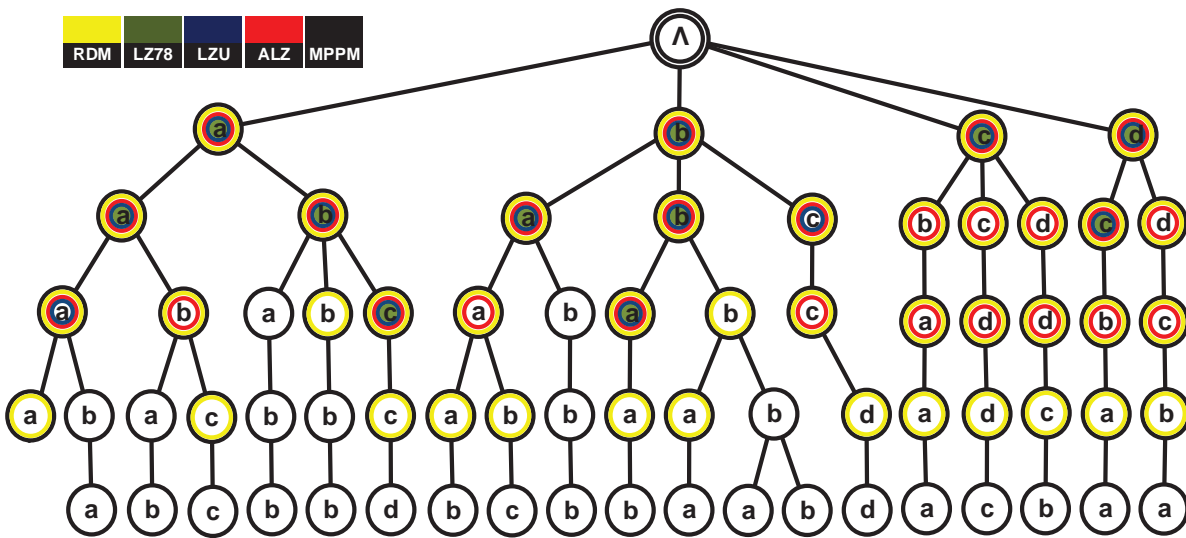 Λ
RDM LZ78 LZU ALZ MPPM
a b c d
a b a b c b c d c d
a b a b c a b a b c a d d b c
a b a c b b c a b b a a b d a d c a b
a b c b b d b c b b a a b d a c b a a